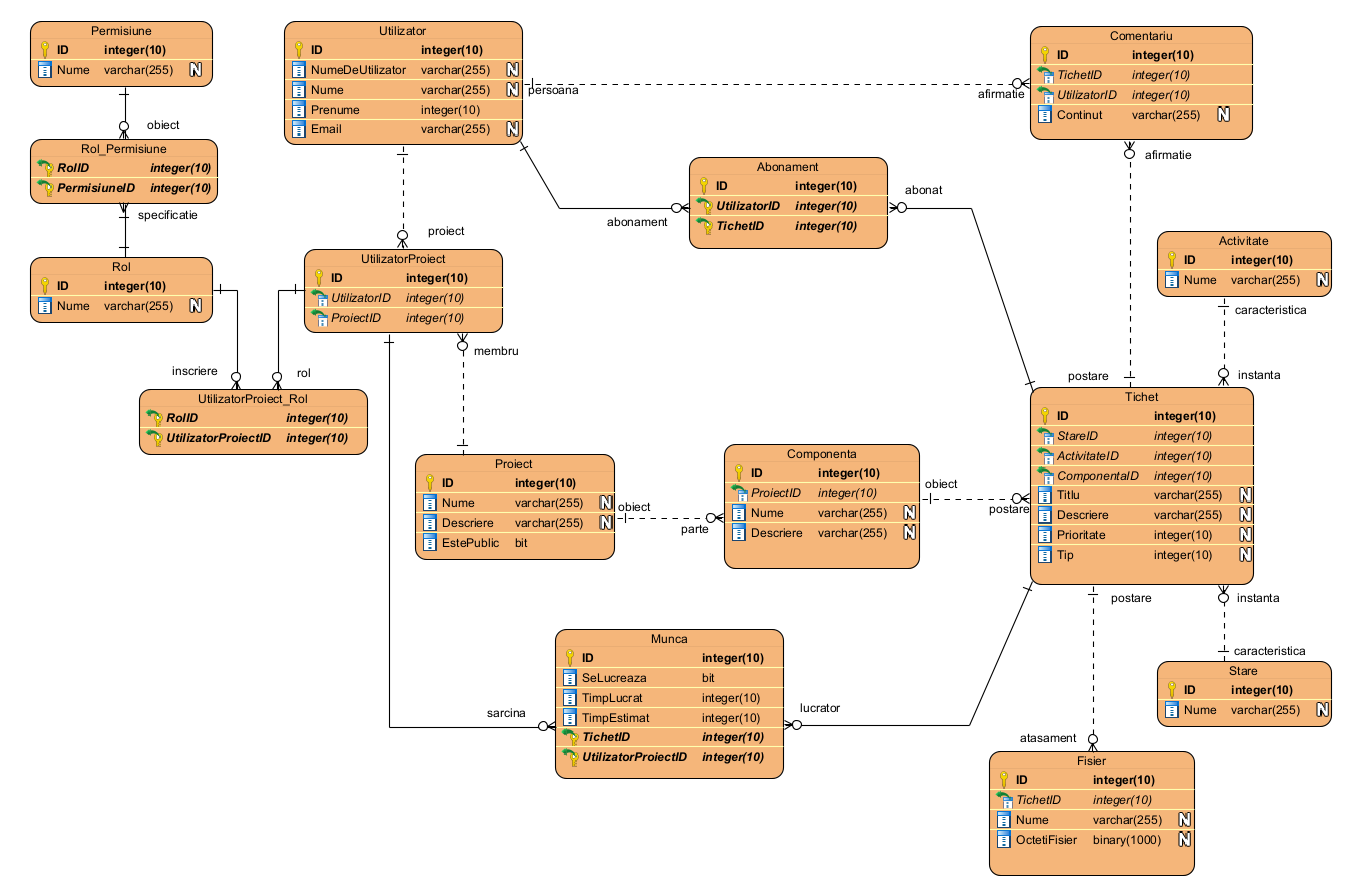 Permisiune
ID integer(10)
Nume varchar(255) N
obiect
Rol_Permisiune
RolID integer(10)
PermisiuneID integer(10)
specificatie
Rol
ID integer(10)
Nume varchar(255) N
inscriere
rol
UtilizatorProiect_Rol
RolID integer(10)
UtilizatorProiectID integer(10)
Utilizator
ID integer(10)
NumeDeUtilizator varchar(255) N
Nume varchar(255) N
Prenume integer(10)
Email varchar(255) N
persoana
afirmatie
proiect
UtilizatorProiect
ID integer(10)
UtilizatorID integer(10)
ProiectID integer(10)
membru
Proiect
ID integer(10)
Nume varchar(255) N
Descriere varchar(255) N
EstePublic bit
obiect
parte
Abonament
ID integer(10)
UtilizatorID integer(10)
TichetID integer(10)
abonament
abonat
Componenta
ID integer(10)
ProiectID integer(10)
Nume varchar(255) N
Descriere varchar(255) N
obiect
postare
Munca
ID integer(10)
SeLucreaza bit
TimpLucrat integer(10)
TimpEstimat integer(10)
TichetID integer(10)
UtilizatorProiectID integer(10)
sarcina
lucrator
Comentariu
ID integer(10)
TichetID integer(10)
UtilizatorID integer(10)
Continut varchar(255) N
afirmatie
postare
Activitate
ID integer(10)
Nume varchar(255) N
caracteristica
instanta
Tichet
ID integer(10)
StareID integer(10)
ActivitateID integer(10)
ComponentaID integer(10)
Titlu varchar(255) N
Descriere varchar(255) N
Prioritate integer(10) N
Tip integer(10) N
postare
instanta
caracteristica
Stare
ID integer(10)
Nume varchar(255) N
atasament
Fisier
ID integer(10)
TichetID integer(10)
Nume varchar(255) N
OctetiFisier binary(1000) N